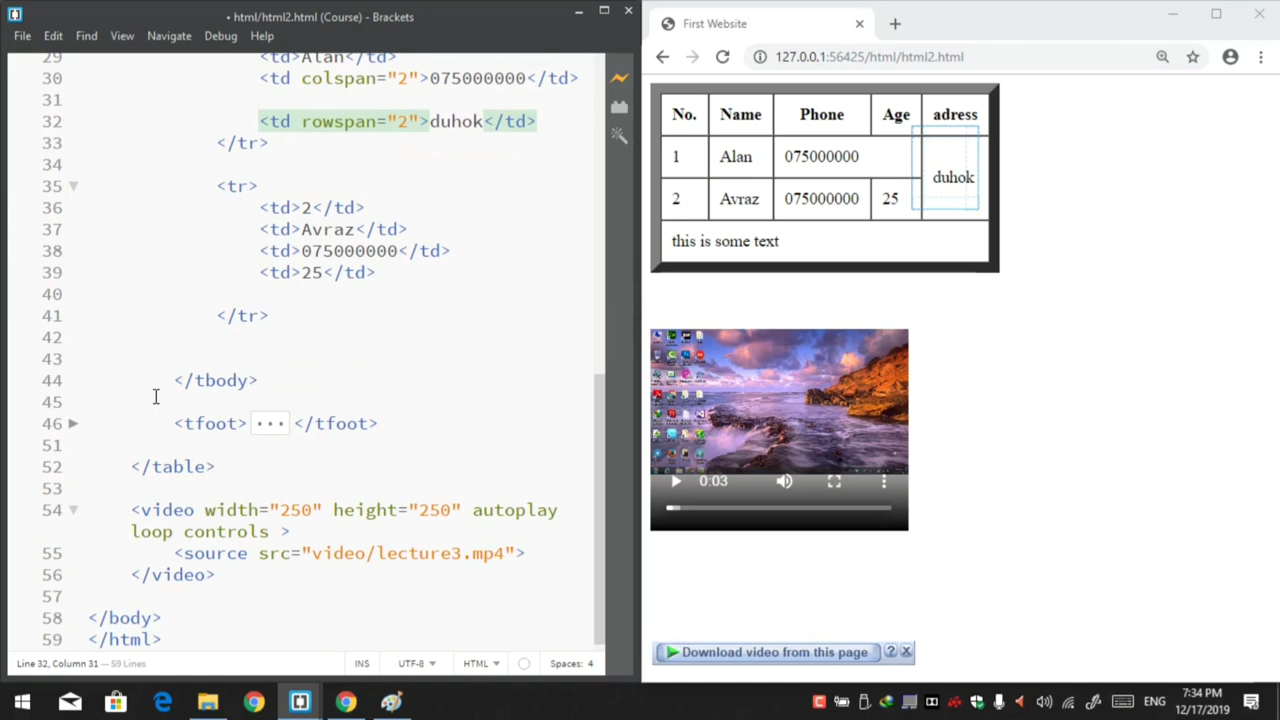 • html/html2.html (Course) - Brackets
File Edit Find View Navigate Debug Help
29 <td>Alan</td>
30 <td colspan="2">075000000</td>
31
32 <td rowspan="2">duhok</td>
33 </tr>
34
35 <tr>
36 <td>2</td>
37 <td>Avraz</td>
38 <td>075000000</td>
39 <td>25</td>
40
41 </tr>
42
43
44 </tbody>
45
46 <tfoot> ... </tfoot>
51
52 </table>
53
54 <video width="250" height="250" autoplay
loop controls >
55 <source src="video/lecture3.mp4">
56 </video>
57
58 </body>
59 </html>
Line 32, Column 31 — 59 Lines INS UTF-8 HTML Spaces: 4
First Website
127.0.0.1:56425/html/html2.html
No. Name Phone Age adress
1 Alan 075000000
duhok
2 Avraz 075000000 25
this is some text
0:03
Download video from this page ?
ENG 7:34 PM
12/17/2019